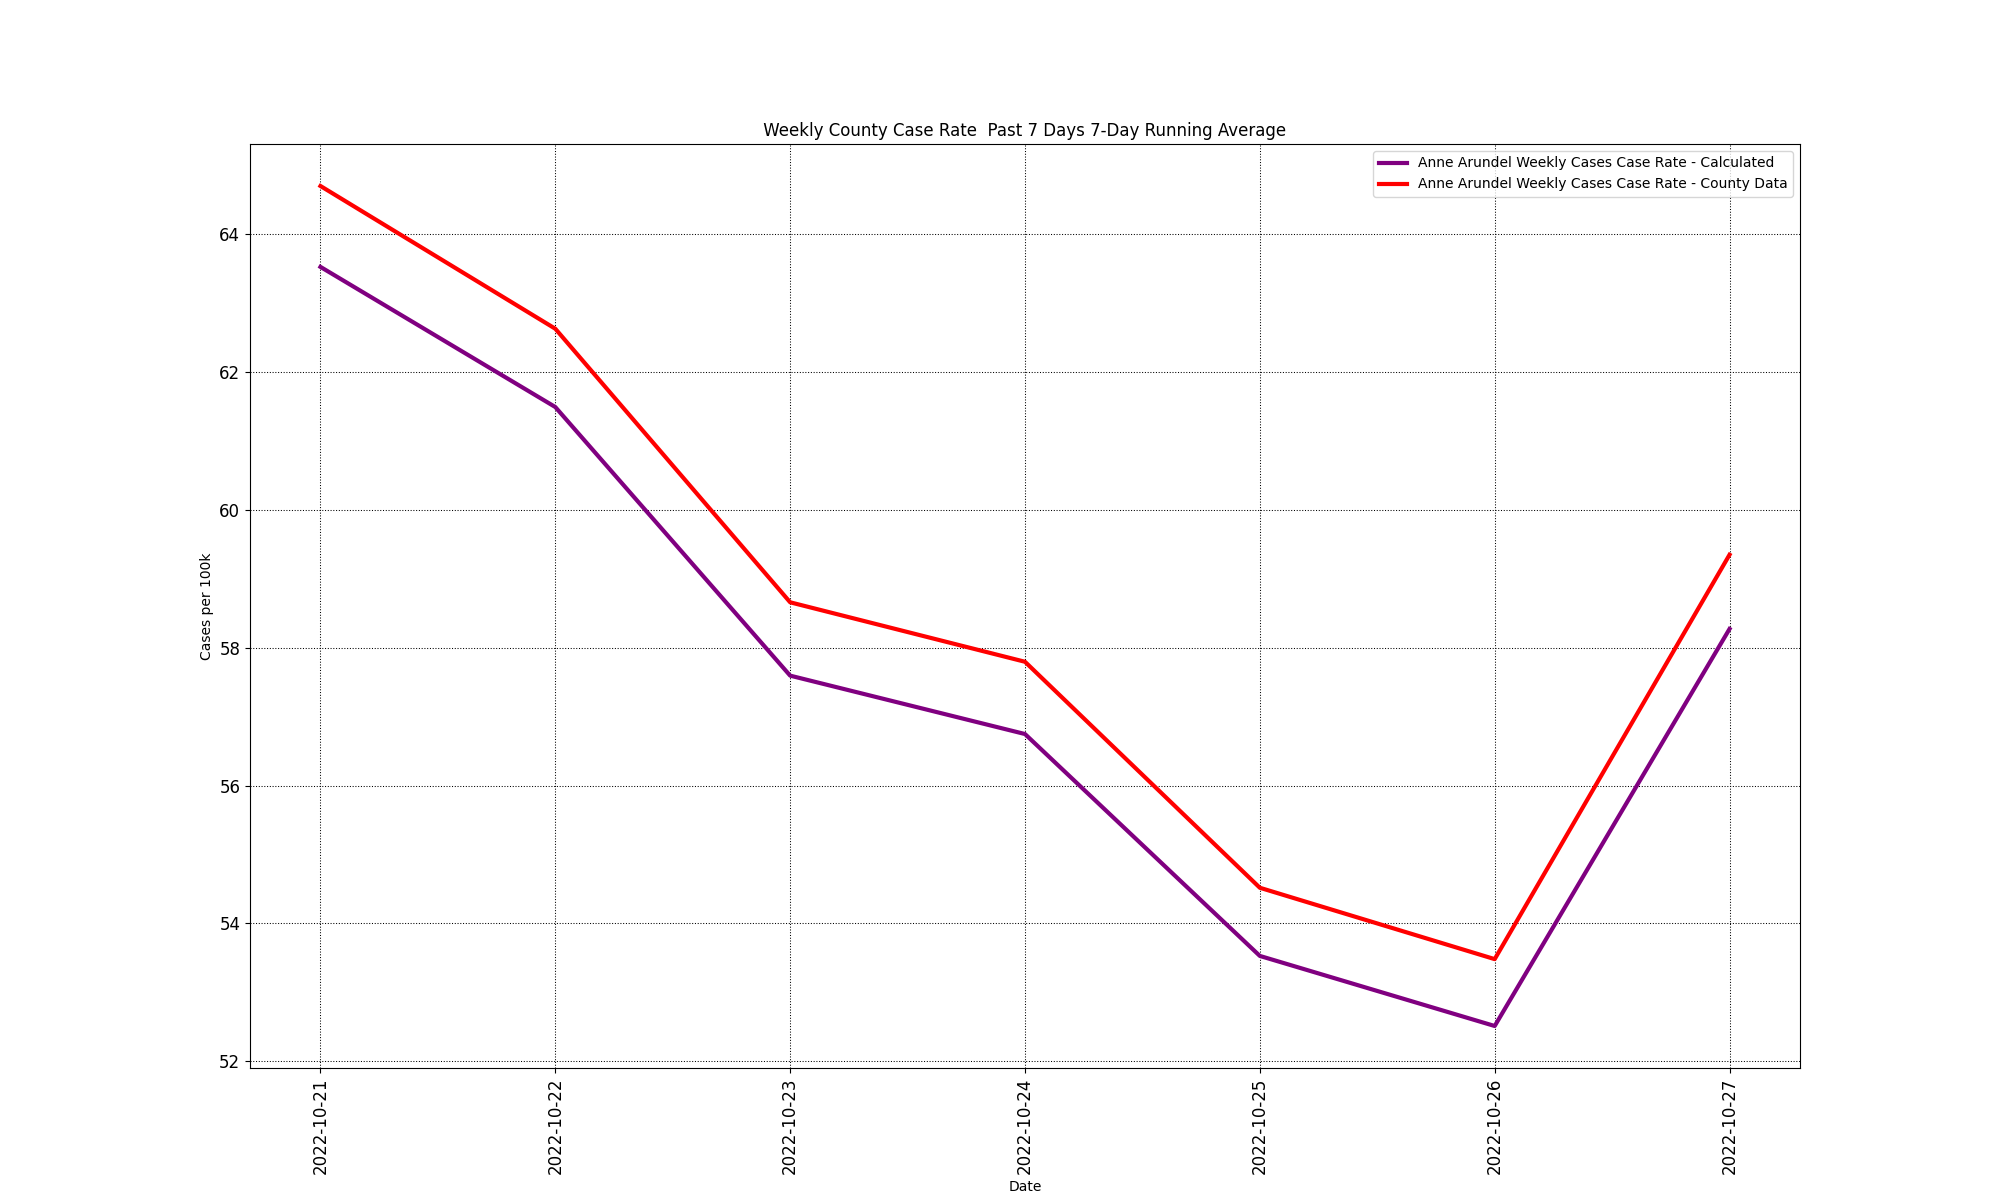 Weekly County Case Rate  Past 7 Days 7-Day Running Average
Anne Arundel Weekly Cases Case Rate - Calculated
Anne Arundel Weekly Cases Case Rate - County Data
64
62
60
58
56
54
52
Cases per 100k
2022-10-21
2022-10-22
2022-10-23
2022-10-24
2022-10-25
2022-10-26
2022-10-27
Date